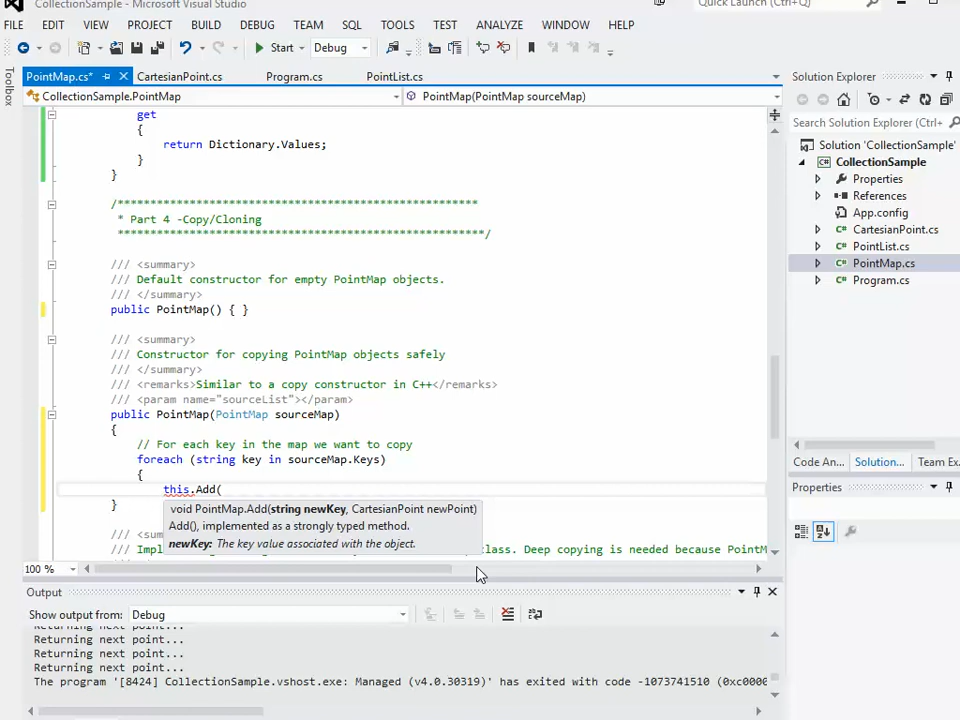 CollectionSample - Microsoft Visual Studio
Quick Launch (Ctrl+
FILE EDIT VIEW PROJECT BUILD DEBUG TEAM SQL TOOLS TEST ANALYZE WINDOW HELP
Start Debug
Toolbox
PointMap.cs* CartesianPoint.cs Program.cs PointList.cs
CollectionSample.PointMap PointMap(PointMap sourceMap)
get
{
return Dictionary.Values;
}
}
/*******************************************************
* Part 4 -Copy/Cloning
*********************************************************/
/// <summary>
/// Default constructor for empty PointMap objects.
/// </summary>
public PointMap() { }
/// <summary>
/// Constructor for copying PointMap objects safely
/// </summary>
/// <remarks>Similar to a copy constructor in C++</remarks>
/// <param name="sourceList"></param>
public PointMap(PointMap sourceMap)
{
// For each key in the map we want to copy
foreach (string key in sourceMap.Keys)
{
this.Add(
}
void PointMap.Add(string newKey, CartesianPoint newPoint)
Add(), implemented as a strongly typed method.
newKey: The key value associated with the object.
/// <su
/// Impl
class. Deep copying is needed because PointM
100 %
Output
Show output from: Debug
Returning next point...
Returning next point...
Returning next point...
Returning next point...
The program '[8424] CollectionSample.vshost.exe: Managed (v4.0.30319)' has exited with code -1073741510 (0xc0000
Solution Explorer
Search Solution Explorer (Ctrl+
Solution 'CollectionSample'
CollectionSample
Properties
References
App.config
CartesianPoint.cs
PointList.cs
PointMap.cs
Program.cs
Code An... Solution... Team Ex
Properties